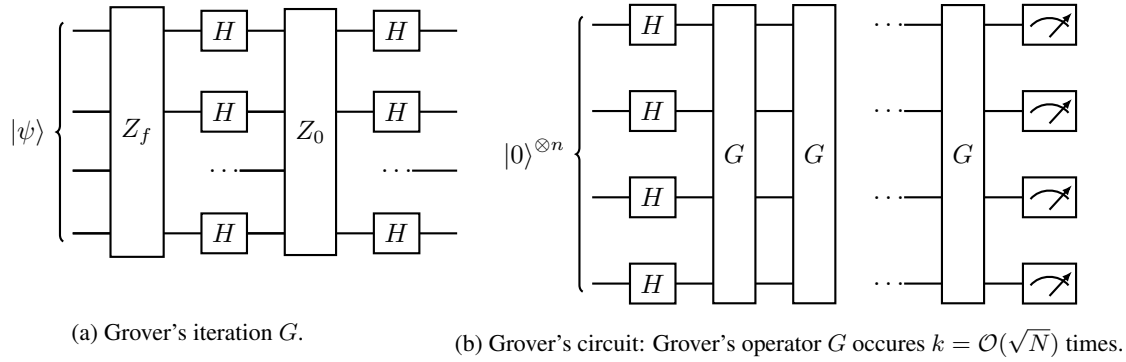 H H H H
|ψ⟩ Z_f H Z_0 H |0⟩^{⊗n} H G G ··· G
··· ··· H ···
H H H ···
(a) Grover's iteration G.
(b) Grover's circuit: Grover's operator G occures k = 𝒪(√N) times.